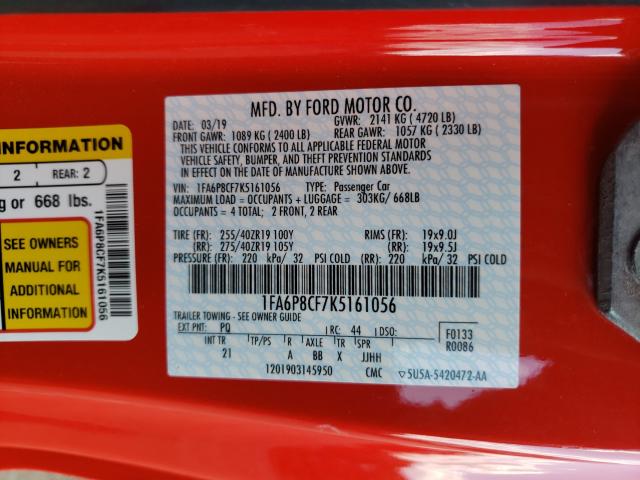 INFORMATION
2 REAR: 2
g or 668 lbs.
SEE OWNERS
MANUAL FOR
ADDITIONAL
INFORMATION
1FA6P8CF7K5161056
MFD. BY FORD MOTOR CO.
DATE: 03/19 GVWR: 2141 KG ( 4720 LB)
FRONT GAWR: 1089 KG ( 2400 LB) REAR GAWR: 1057 KG ( 2330 LB)
THIS VEHICLE CONFORMS TO ALL APPLICABLE FEDERAL MOTOR
VEHICLE SAFETY, BUMPER, AND THEFT PREVENTION STANDARDS IN
EFFECT ON THE DATE OF MANUFACTURE SHOWN ABOVE.
VIN: 1FA6P8CF7K5161056 TYPE: Passenger Car
MAXIMUM LOAD = OCCUPANTS + LUGGAGE = 303KG/ 668LB
OCCUPANTS = 4 TOTAL; 2 FRONT, 2 REAR
TIRE (FR): 255/40ZR19 100Y RIMS (FR): 19x9.0J
(RR): 275/40ZR19 105Y (RR): 19x9.5J
PRESSURE (FR): 220 kPa/ 32 PSI COLD (RR): 220 kPa/ 32 PSI COLD
1FA6P8CF7K5161056
TRAILER TOWING - SEE OWNER GUIDE
EXT PNT: PQ RC: 44 DSO: F0133
INT TR TP/PS R AXLE TR SPR R0086
21 A BB X JJHH
1201903145950 CMC 5U5A-5420472-AA